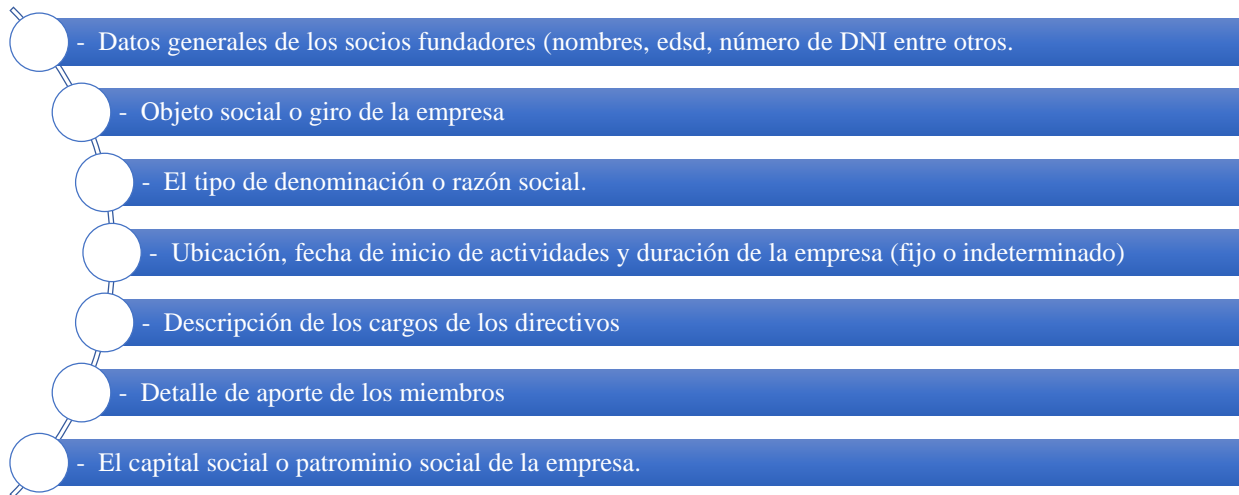 - Datos generales de los socios fundadores (nombres, edsd, número de DNI entre otros.
- Objeto social o giro de la empresa
- El tipo de denominación o razón social.
- Ubicación, fecha de inicio de actividades y duración de la empresa (fijo o indeterminado)
- Descripción de los cargos de los directivos
- Detalle de aporte de los miembros
- El capital social o patrominio social de la empresa.